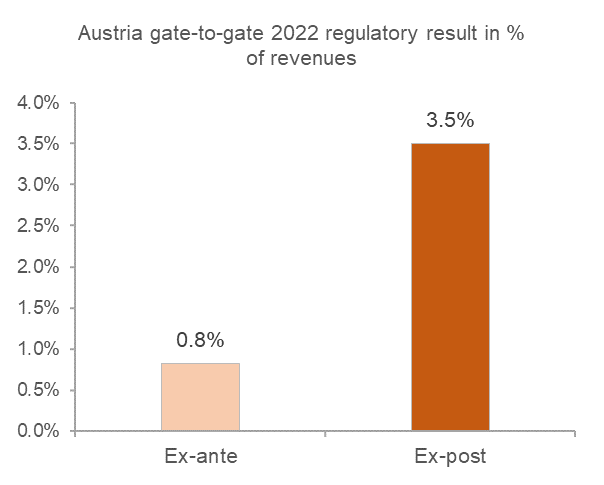 Austria gate-to-gate 2022 regulatory result in %
of revenues
4.0%
3.5%
3.0%
2.5%
2.0%
1.5%
1.0%
0.5%
0.0%
0.8%
3.5%
Ex-ante
Ex-post